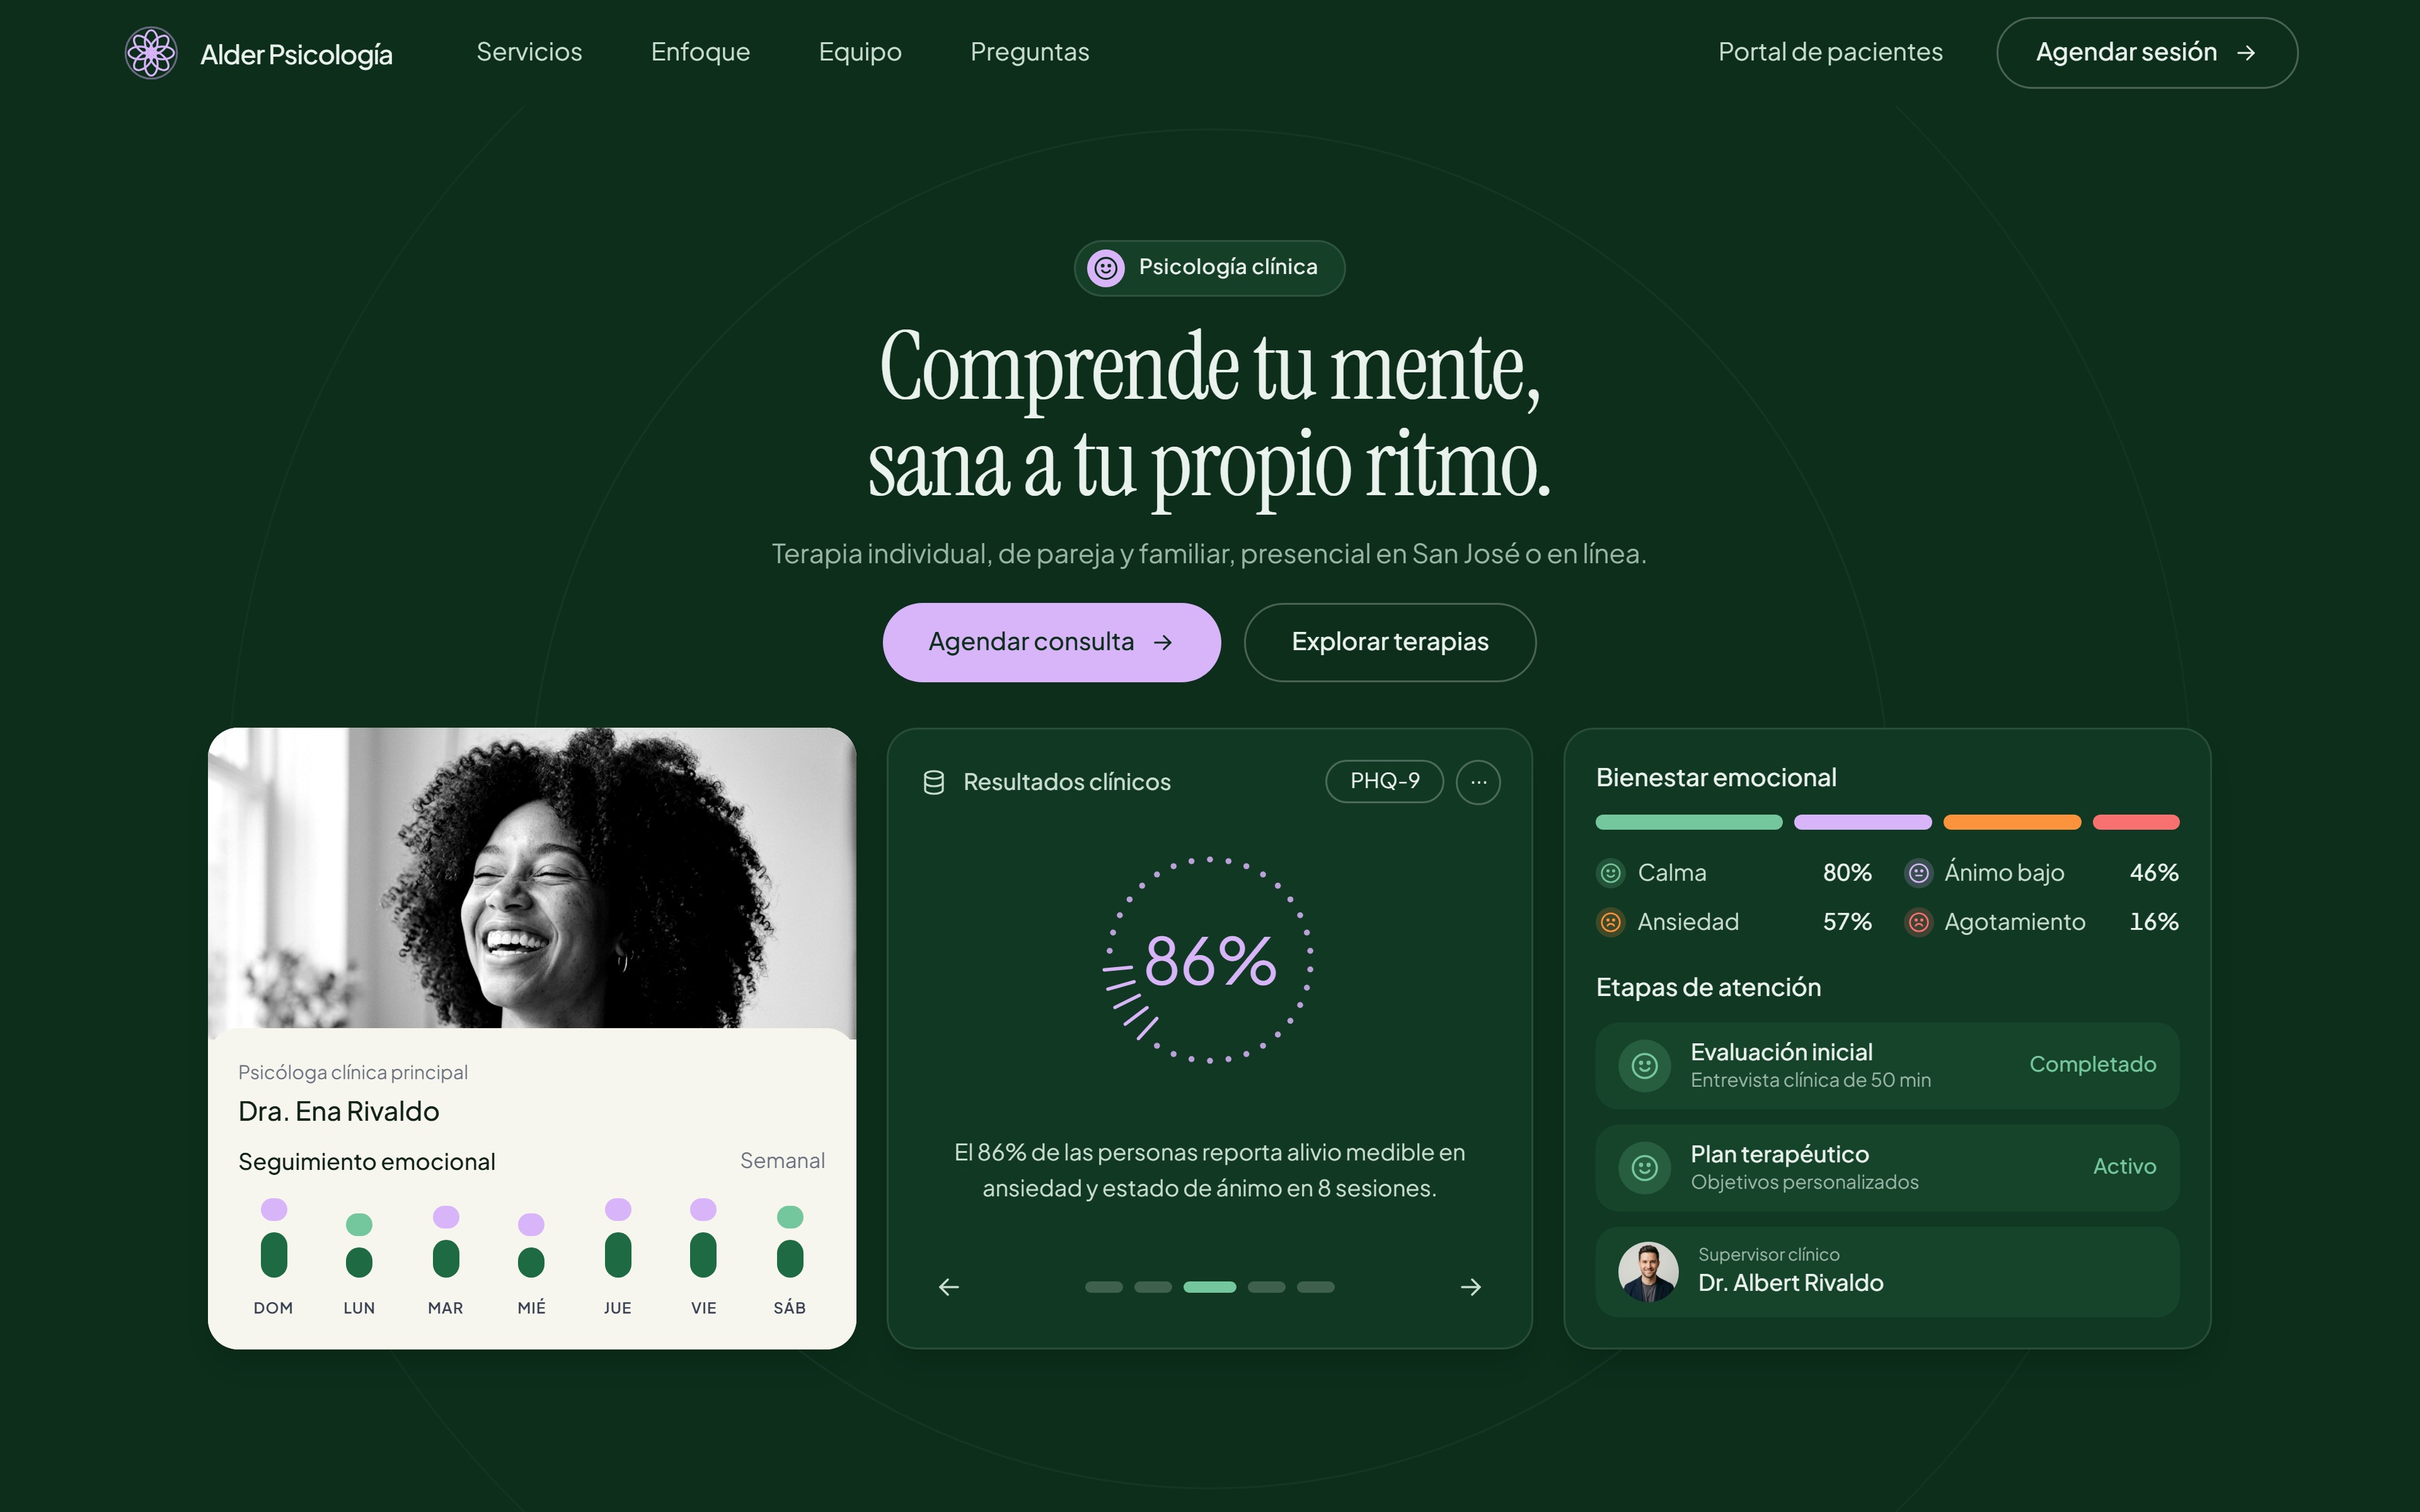 Alder Psicología
Servicios
Enfoque
Equipo
Preguntas
Portal de pacientes
Agendar sesión →
Psicología clínica
Comprende tu mente,
sana a tu propio ritmo.
Terapia individual, de pareja y familiar, presencial en San José o en línea.
Agendar consulta →
Explorar terapias
Psicóloga clínica principal
Dra. Ena Rivaldo
Seguimiento emocional
Semanal
DOM LUN MAR MIÉ JUE VIE SÁB
Resultados clínicos
PHQ-9
86%
El 86% de las personas reporta alivio medible en
ansiedad y estado de ánimo en 8 sesiones.
Bienestar emocional
Calma 80%
Ánimo bajo 46%
Ansiedad 57%
Agotamiento 16%
Etapas de atención
Evaluación inicial
Entrevista clínica de 50 min
Completado
Plan terapéutico
Objetivos personalizados
Activo
Supervisor clínico
Dr. Albert Rivaldo